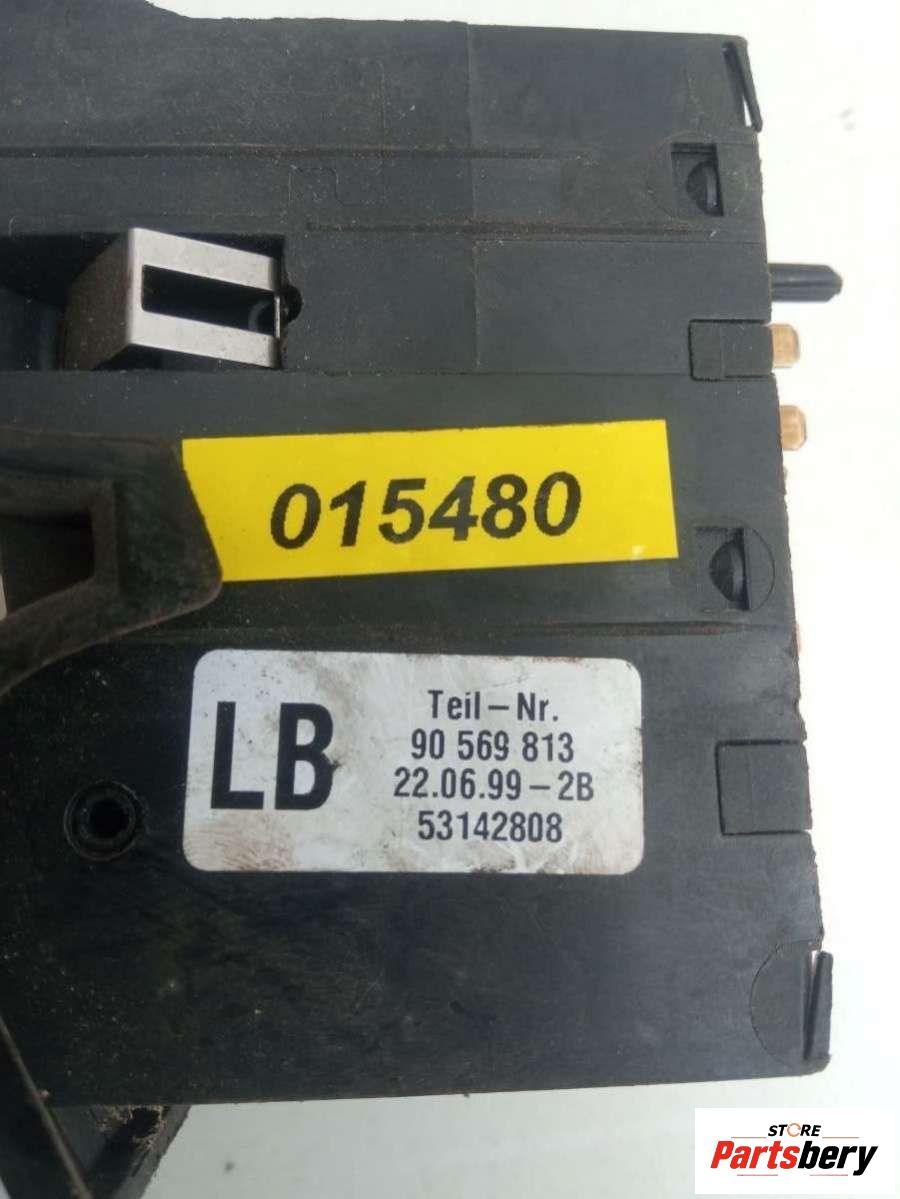 015480
LB
Teil-Nr.
90 569 813
22.06.99-2B
53142808
STORE
Partsbery